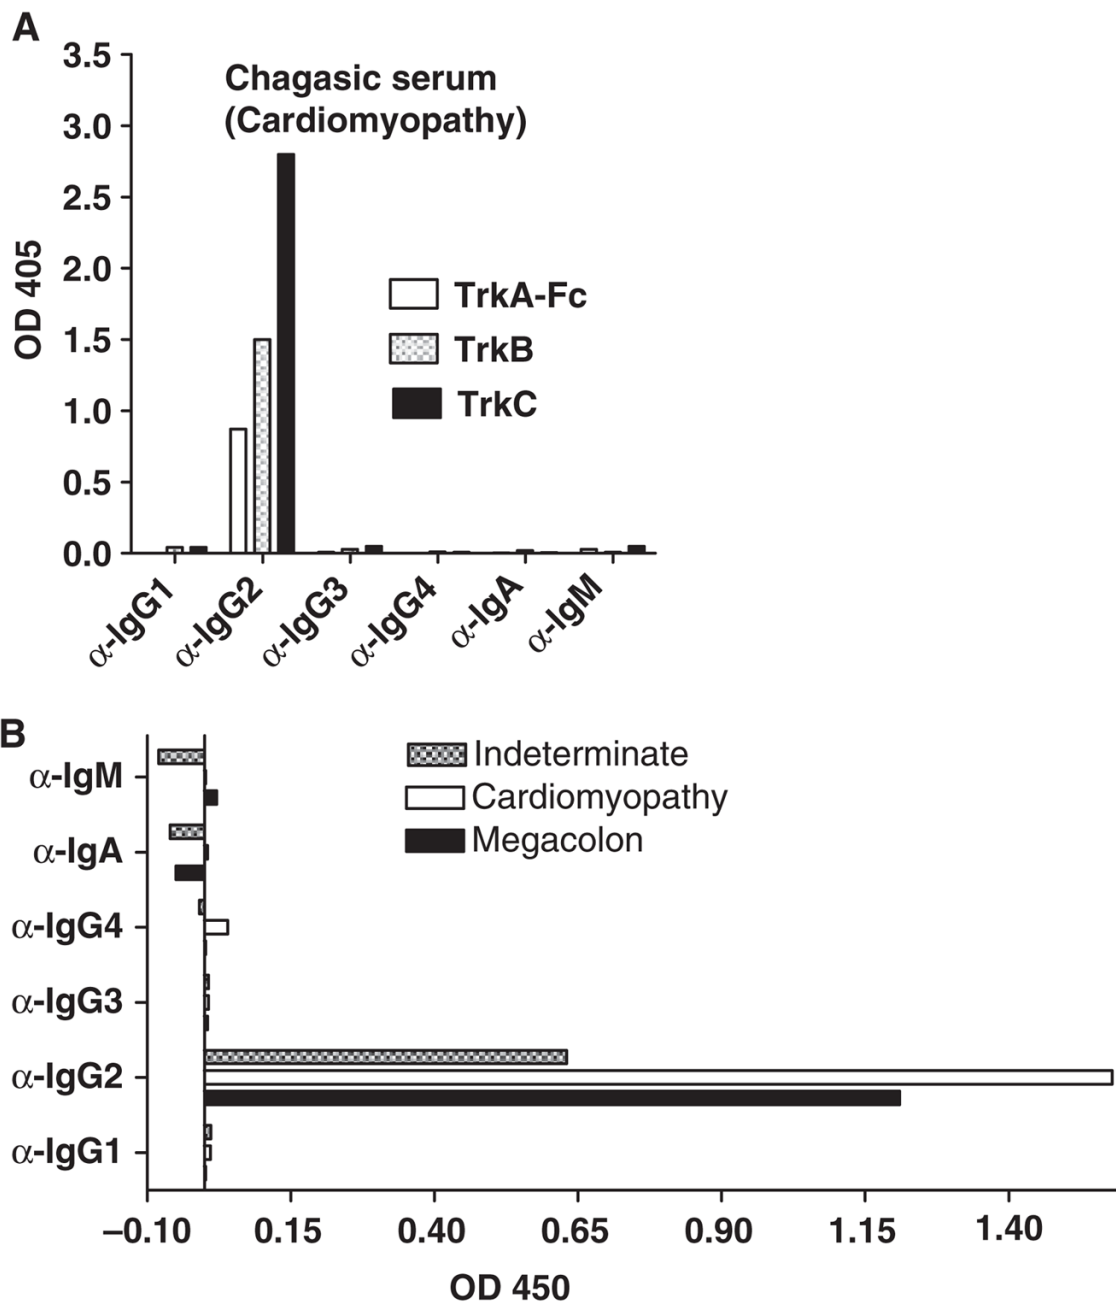 A
3.5
3.0
2.5
2.0
1.5
1.0
0.5
0.0
OD 405
Chagasic serum
(Cardiomyopathy)
TrkA-Fc
TrkB
TrkC
α-IgG1
α-IgG2
α-IgG3
α-IgG4
α-IgA
α-IgM
B
Indeterminate
Cardiomyopathy
Megacolon
α-IgM
α-IgA
α-IgG4
α-IgG3
α-IgG2
α-IgG1
−0.10 0.15 0.40 0.65 0.90 1.15 1.40
OD 450